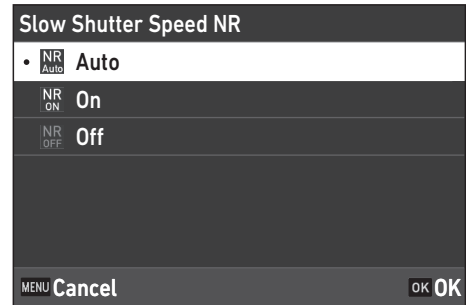 Slow Shutter Speed NR
• NR Auto Auto
NR ON On
NR OFF Off
MENU Cancel OK OK